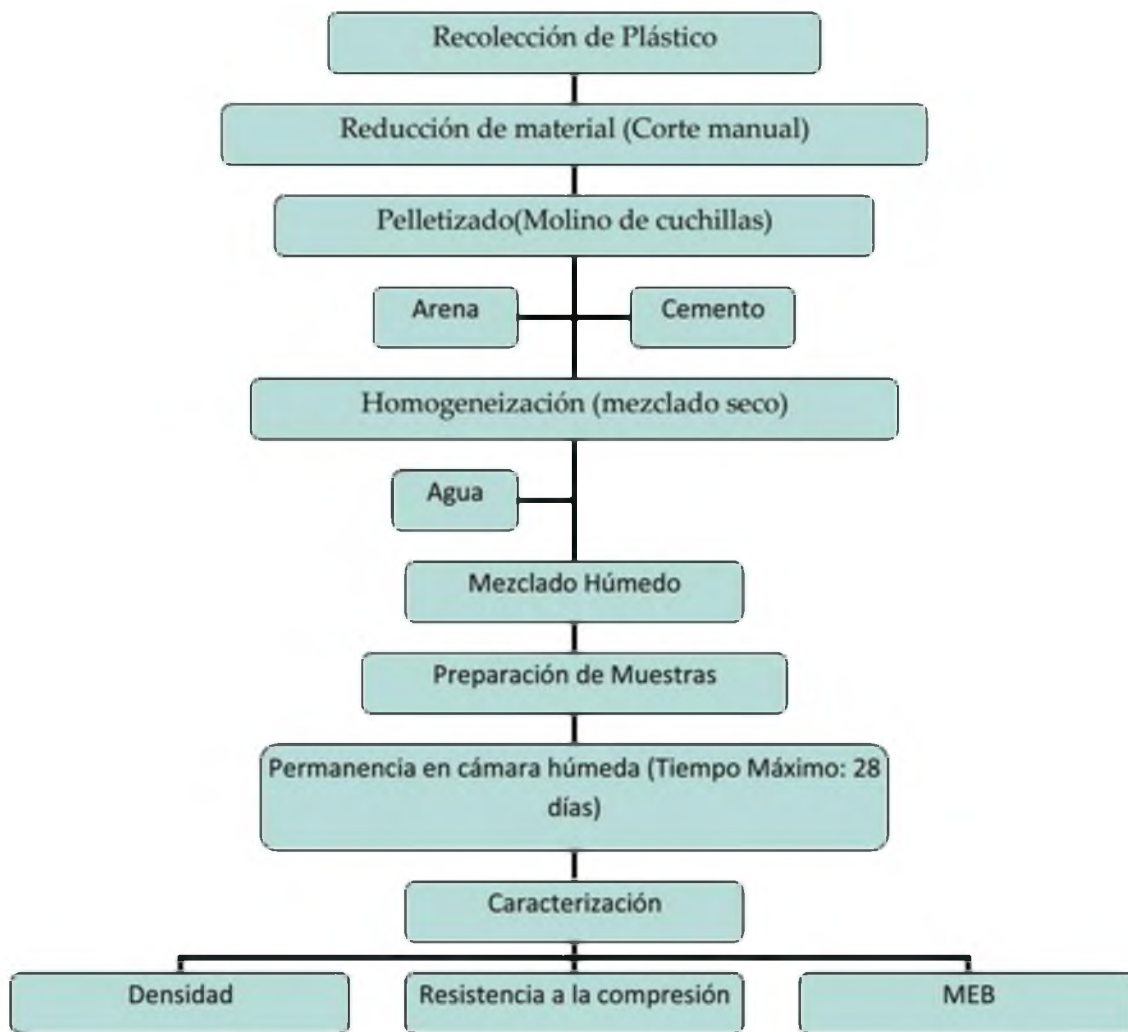 Recolección de Plástico
Reducción de material (Corte manual)
Pelletizado(Molino de cuchillas)
Arena
Cemento
Homogeneización (mezclado seco)
Agua
Mezclado Húmedo
Preparación de Muestras
Permanencia en cámara húmeda (Tiempo Máximo: 28
días)
Caracterización
Densidad
Resistencia a la compresión
MEB